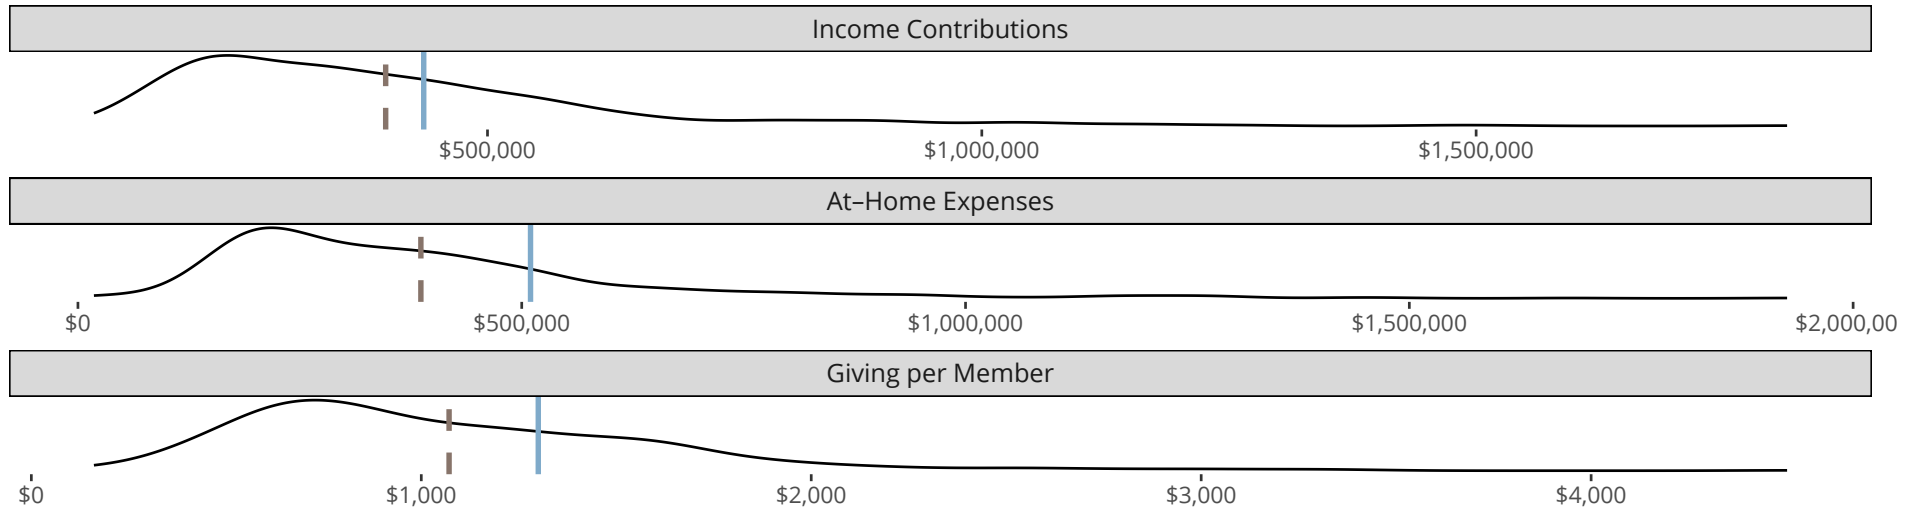 Income Contributions
$500,000 $1,000,000 $1,500,000
At–Home Expenses
$0 $500,000 $1,000,000 $1,500,000 $2,000,00
Giving per Member
$0 $1,000 $2,000 $3,000 $4,000